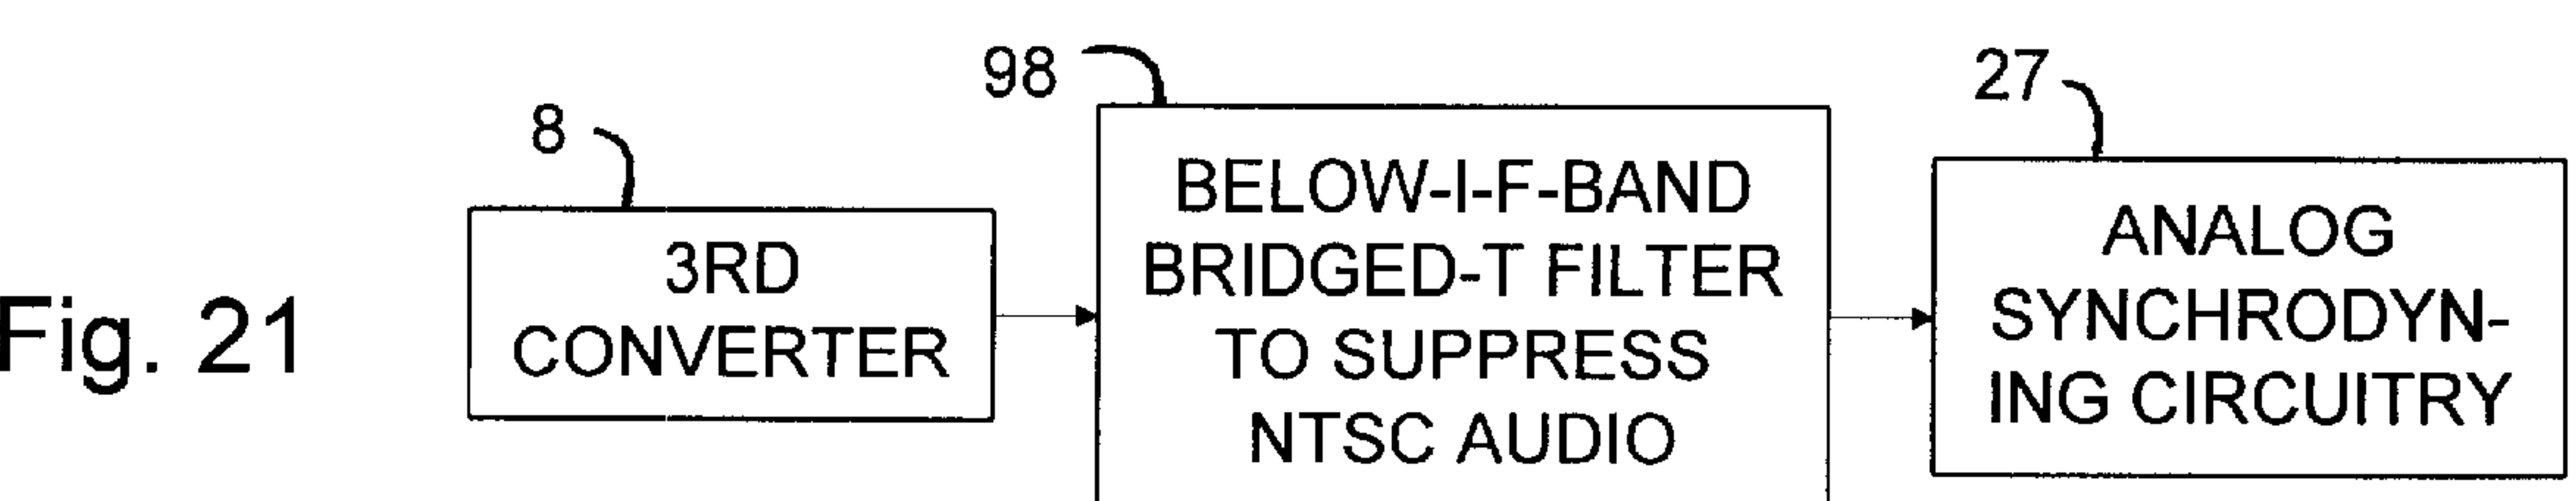 Fig. 21
8
3RD
CONVERTER
98
BELOW-I-F-BAND
BRIDGED-T FILTER
TO SUPPRESS
NTSC AUDIO
27
ANALOG
SYNCHRODYN-
ING CIRCUITRY